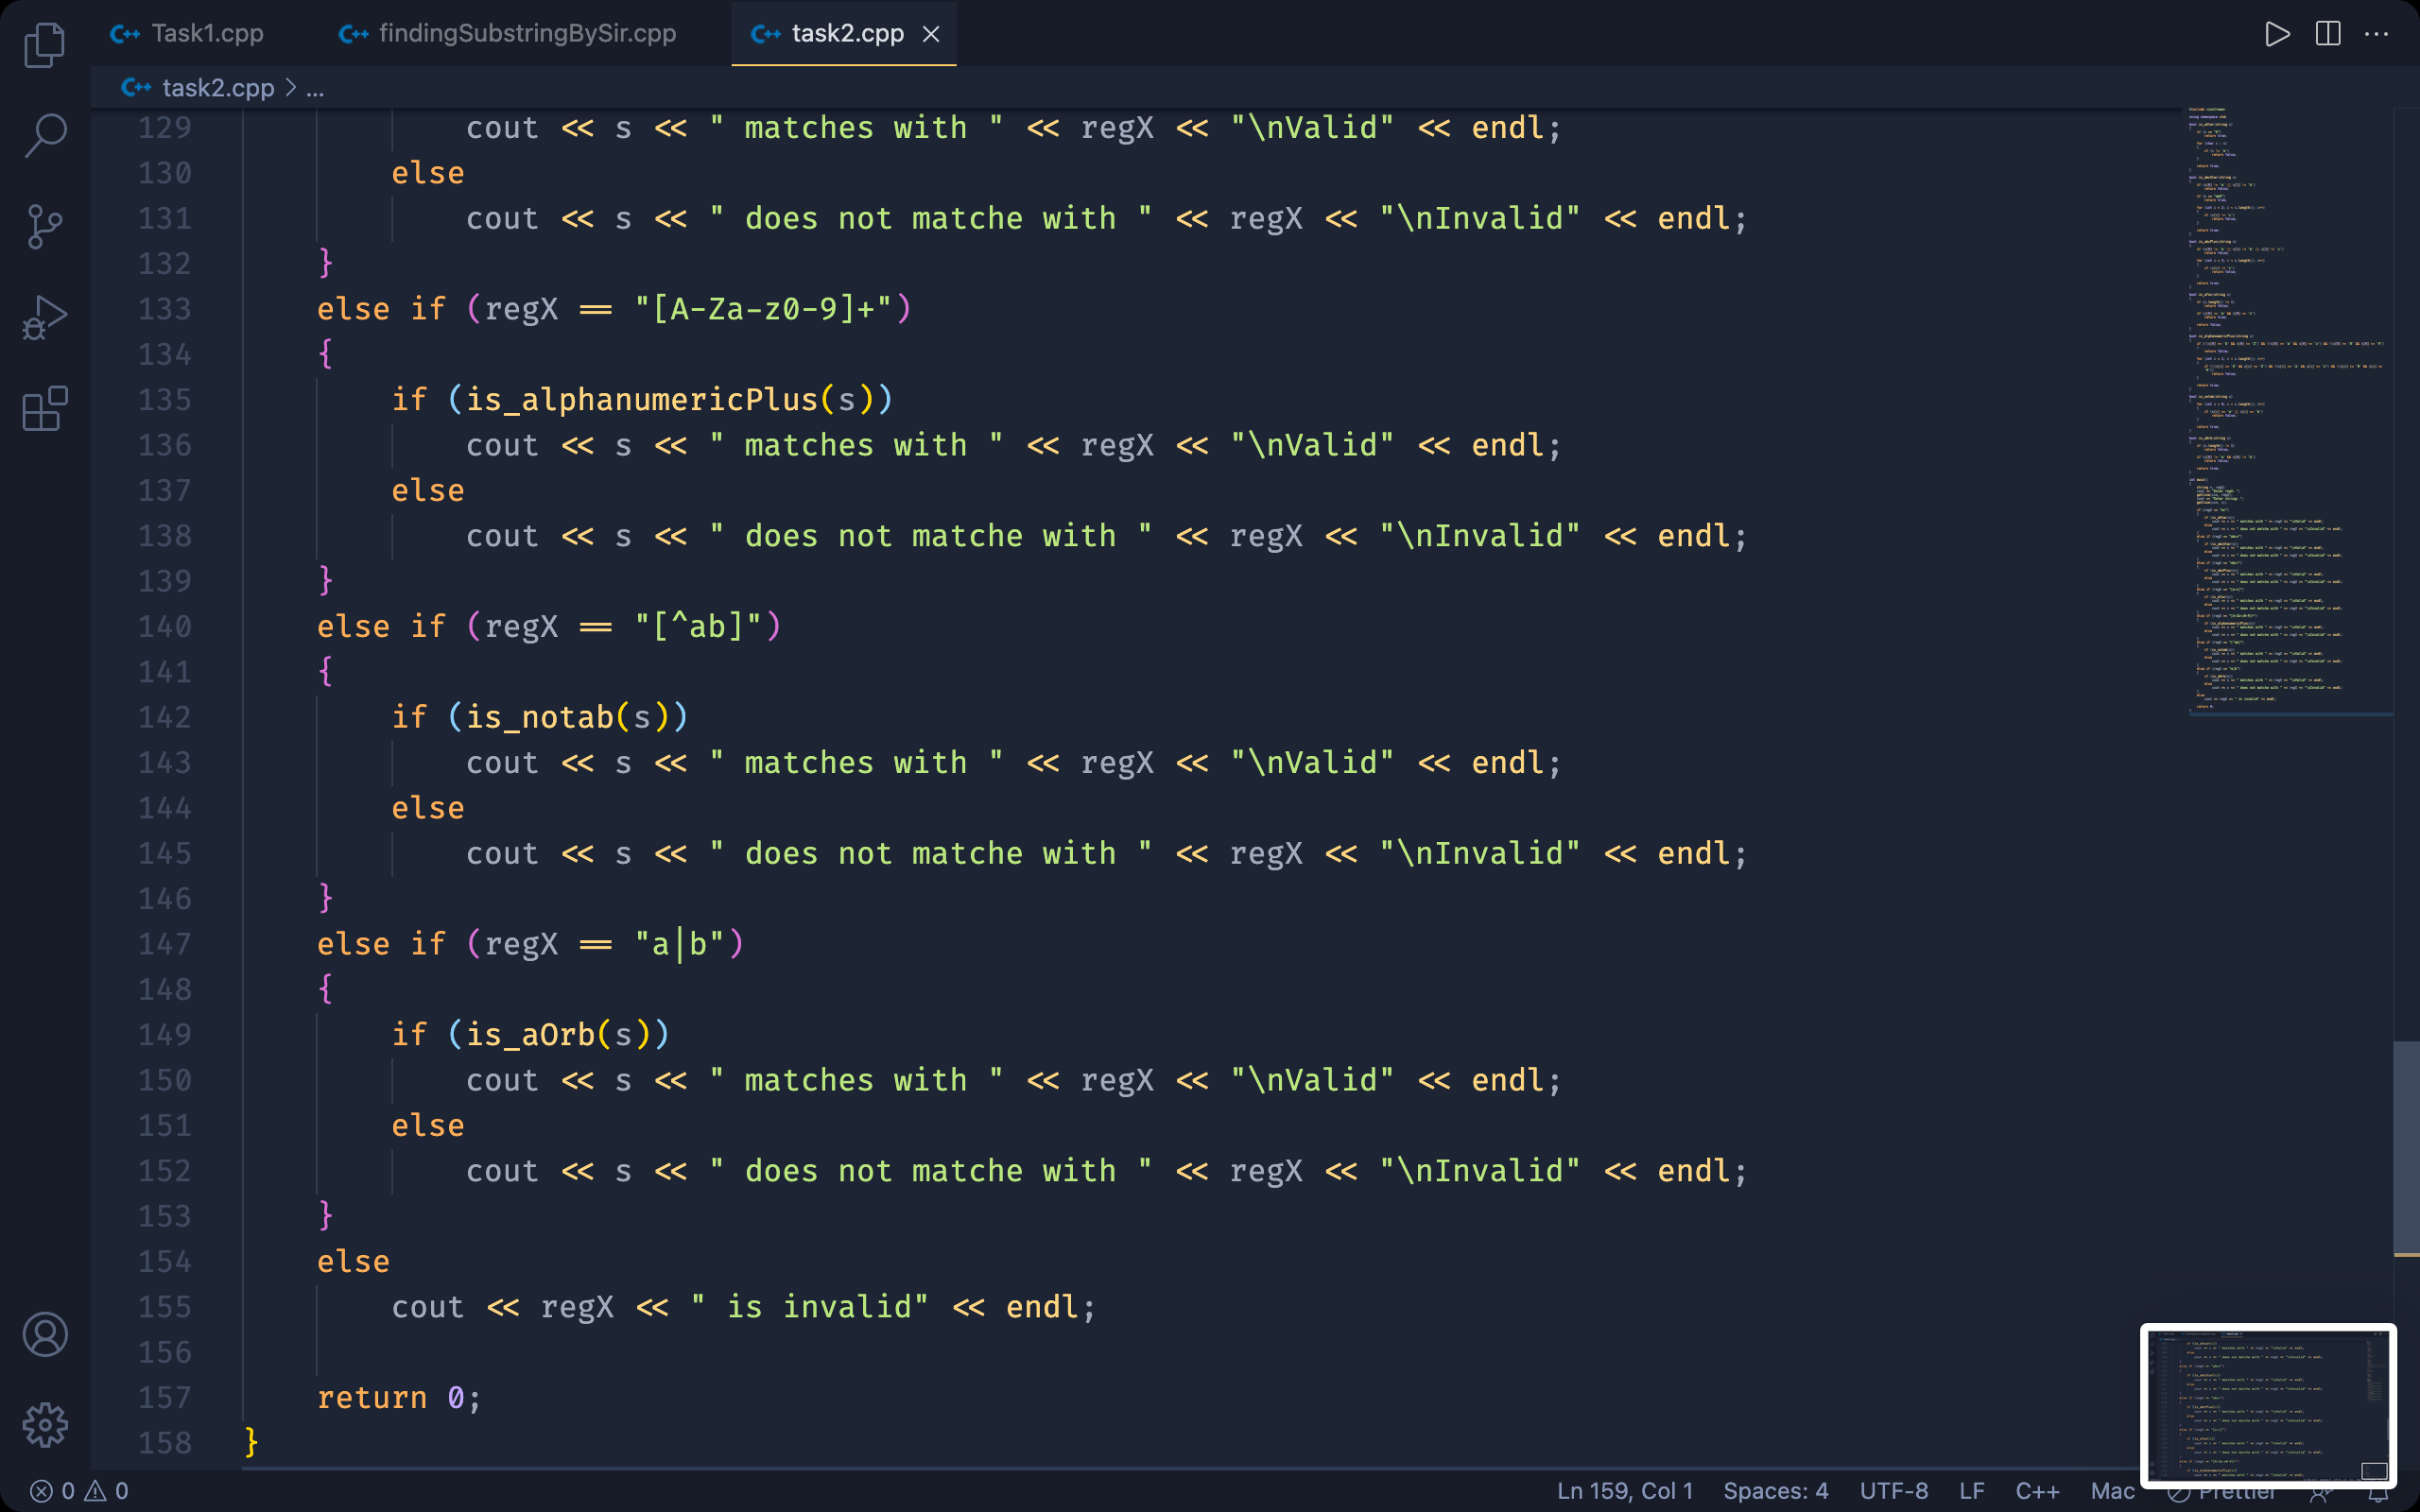 Task1.cpp findingSubstringBySir.cpp task2.cpp
task2.cpp > ...
129 cout << s << " matches with " << regX << "\nValid" << endl;
130 else
131 cout << s << " does not matche with " << regX << "\nInvalid" << endl;
132 }
133 else if (regX == "[A-Za-z0-9]+")
134 {
135 if (is_alphanumericPlus(s))
136 cout << s << " matches with " << regX << "\nValid" << endl;
137 else
138 cout << s << " does not matche with " << regX << "\nInvalid" << endl;
139 }
140 else if (regX == "[^ab]")
141 {
142 if (is_notab(s))
143 cout << s << " matches with " << regX << "\nValid" << endl;
144 else
145 cout << s << " does not matche with " << regX << "\nInvalid" << endl;
146 }
147 else if (regX == "a|b")
148 {
149 if (is_aOrb(s))
150 cout << s << " matches with " << regX << "\nValid" << endl;
151 else
152 cout << s << " does not matche with " << regX << "\nInvalid" << endl;
153 }
154 else
155 cout << regX << " is invalid" << endl;
156
157 return 0;
158 }
0 0 Ln 159, Col 1 Spaces: 4 UTF-8 LF C++ Mac Prettier